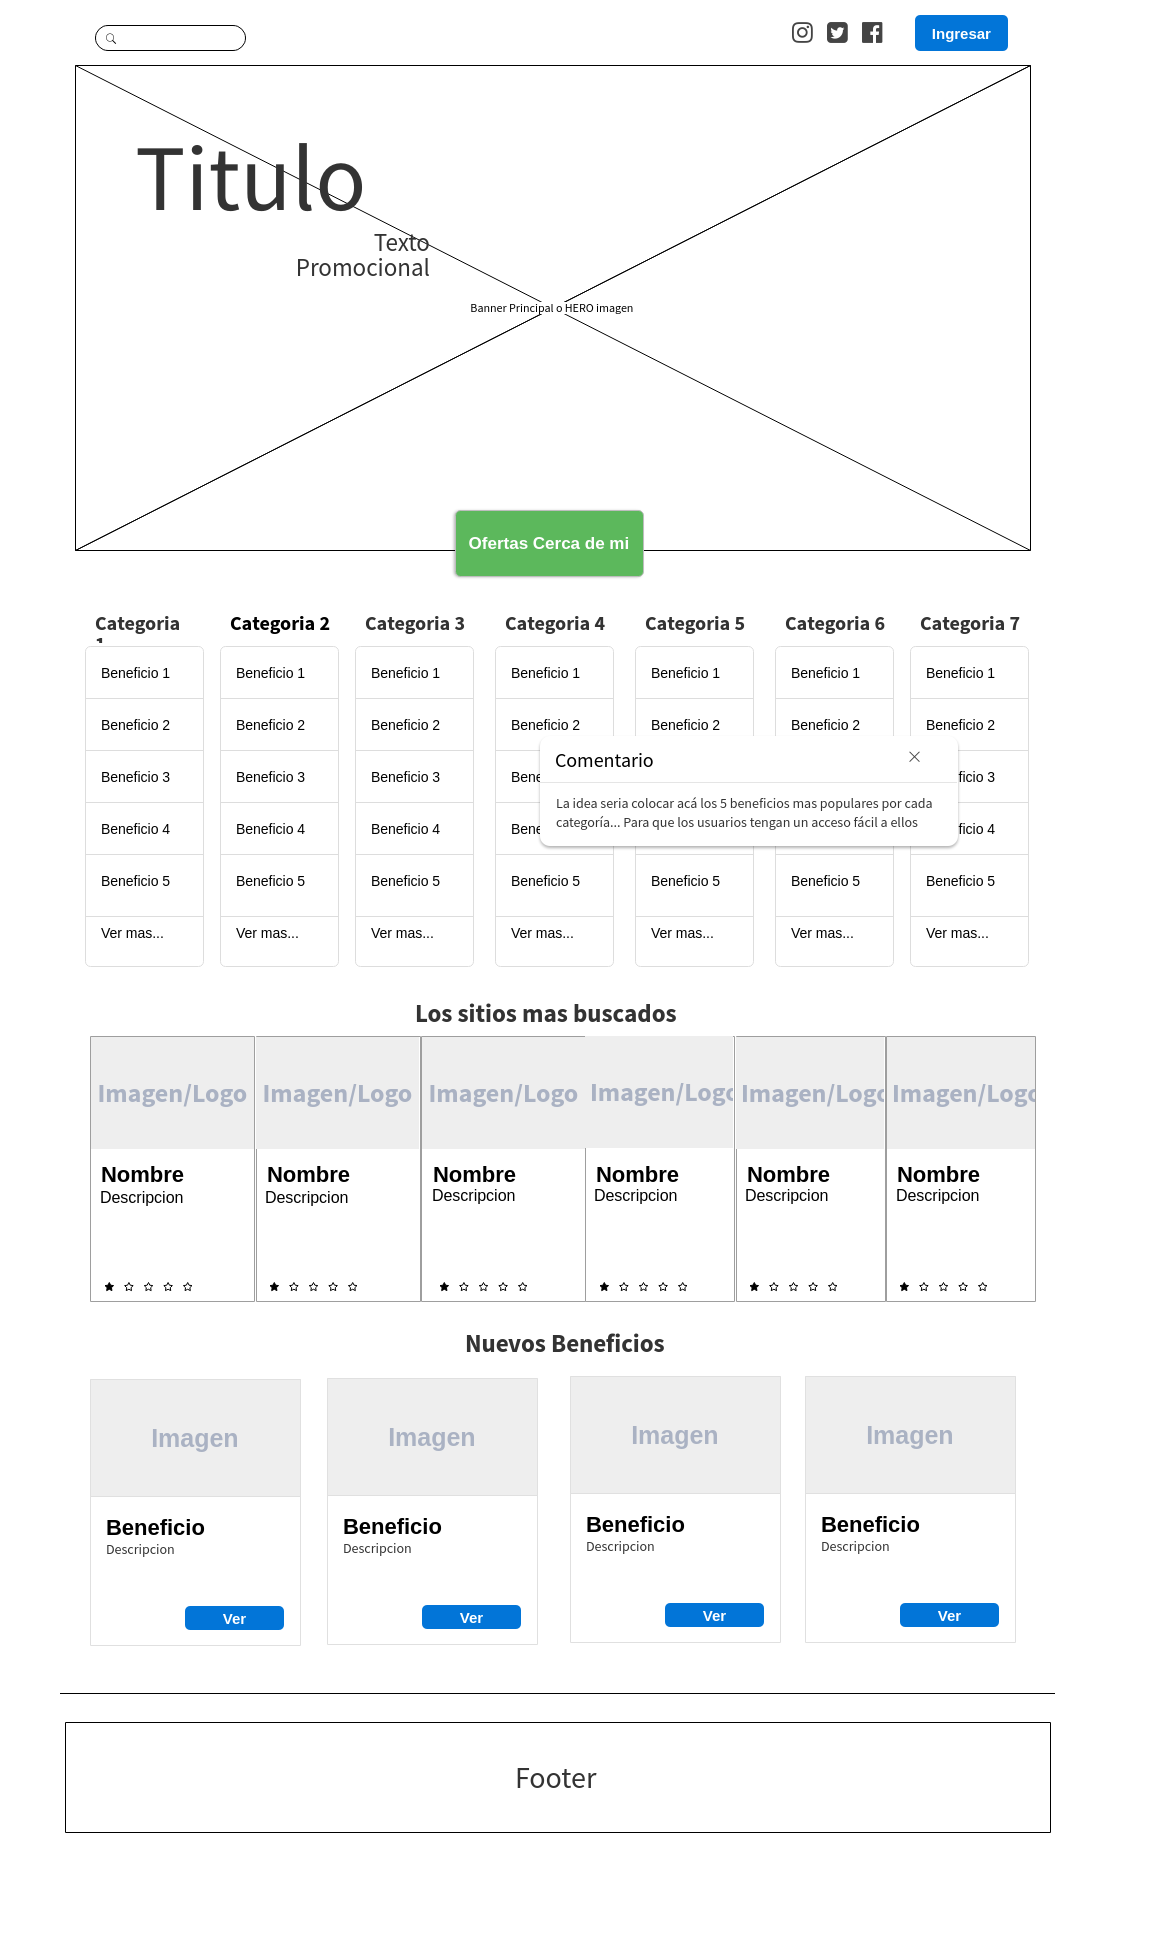 Ingresar
Titulo
Texto
Promocional
Banner Principal o HERO imagen
Ofertas Cerca de mi
Categoria
Categoria 2
Categoria 3
Categoria 4
Categoria 5
Categoria 6
Categoria 7
Beneficio 1
Beneficio 1
Beneficio 1
Beneficio 1
Beneficio 1
Beneficio 1
Beneficio 1
Beneficio 2
Beneficio 2
Beneficio 2
Beneficio 2
Beneficio 2
Beneficio 2
Beneficio 2
Comentario
La idea seria colocar acá los 5 beneficios mas populares por cada
categoría... Para que los usuarios tengan un acceso fácil a ellos
Beneficio 3
Beneficio 3
Beneficio 3
Bene
ficio 3
Beneficio 4
Beneficio 4
Beneficio 4
Bene
ficio 4
Beneficio 5
Beneficio 5
Beneficio 5
Beneficio 5
Beneficio 5
Beneficio 5
Beneficio 5
Ver mas...
Ver mas...
Ver mas...
Ver mas...
Ver mas...
Ver mas...
Ver mas...
Los sitios mas buscados
Imagen/Logo
Imagen/Logo
Imagen/Logo
Imagen/Logo
Imagen/Logo
Imagen/Logo
Nombre
Nombre
Nombre
Nombre
Nombre
Nombre
Descripcion
Descripcion
Descripcion
Descripcion
Descripcion
Descripcion
Nuevos Beneficios
Imagen
Imagen
Imagen
Imagen
Beneficio
Beneficio
Beneficio
Beneficio
Descripcion
Descripcion
Descripcion
Descripcion
Ver
Ver
Ver
Ver
Footer